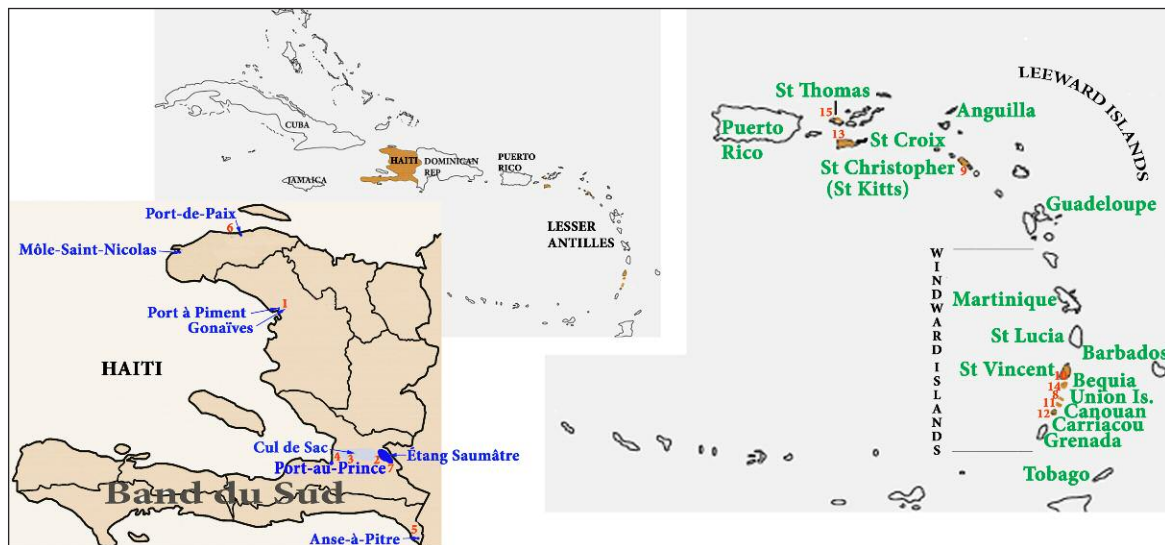 CUBA
HAITI
DOMINICAN
REP
PUERTO
RICO
JAMAICA
LESSER
ANTILLES
Port-de-Paix
6
Môle-Saint-Nicolas
1
Port à Piment
Gonaïves
HAITI
Cul de Sac
4 3 2
Étang Saumâtre
Port-au-Prince
7
Band du Sud
5
Anse-à-Pitre
LEEWARD ISLANDS
St Thomas
15
Anguilla
Puerto
Rico
13
St Croix
St Christopher
(St Kitts)
9
Guadeloupe
WINDWARD ISLANDS
Martinique
St Lucia
Barbados
St Vincent
10
Bequia
14
8
Union Is.
11
Canouan
12
Carriacou
Grenada
Tobago